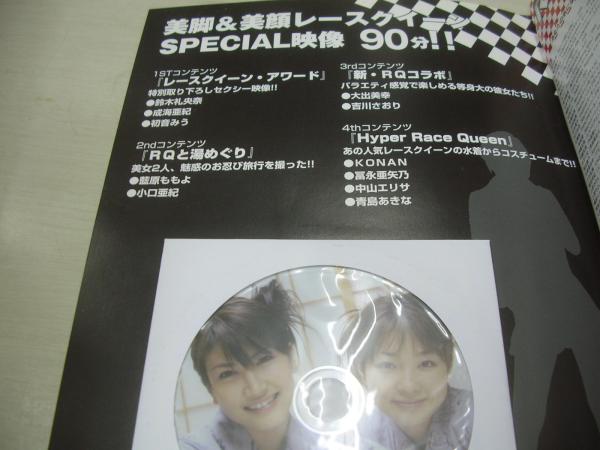 美脚&美顔レースクイーン
SPECIAL映像 90分!!
1STコンテンツ
『レースクイーン・アワード』
特別取り下ろしセクシー映像!!
●鈴木礼央奈
●成海亜紀
●初音みう
2ndコンテンツ
『RQと湯めぐり』
美女2人、魅惑のお忍び旅行を撮った!!
●藍原ももよ
●小口亜紀
3rdコンテンツ
『新・RQコラボ』
バラエティ感覚で楽しめる等身大の彼女たち!!
●大出美幸
●吉川さおり
4thコンテンツ
『Hyper Race Queen』
あの人気レースクイーンの水着からコスチュームまで!!
●KONAN
●冨永亜矢乃
●中山エリサ
●青島あきな